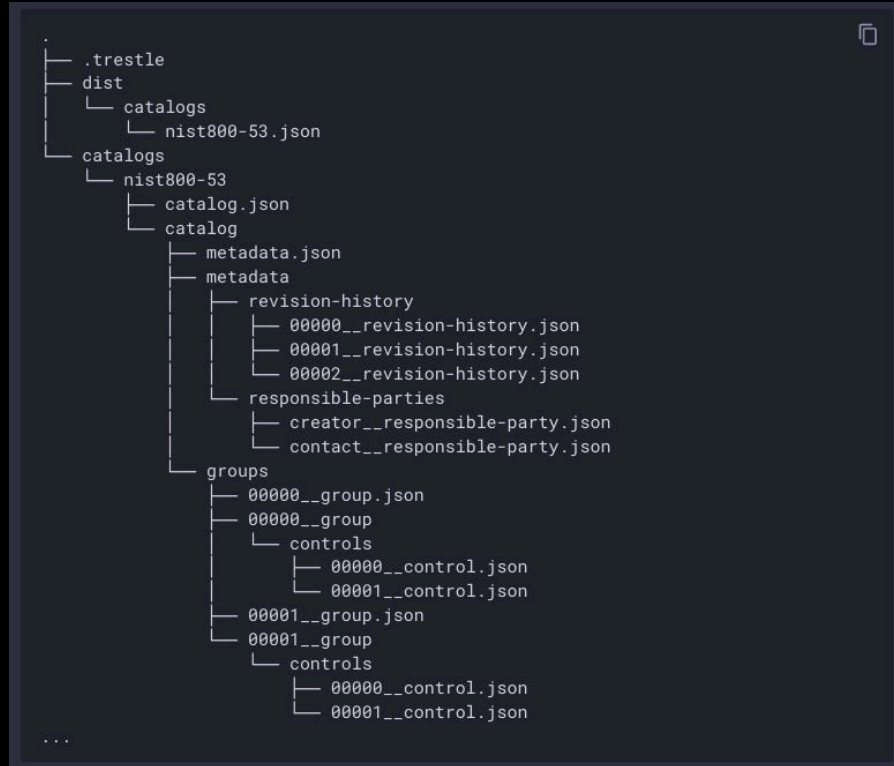 .
├── .trestle
├── dist
│   └── catalogs
│       └── nist800-53.json
└── catalogs
    └── nist800-53
        ├── catalog.json
        └── catalog
            ├── metadata.json
            ├── metadata
            │   ├── revision-history
            │   │   ├── 00000__revision-history.json
            │   │   ├── 00001__revision-history.json
            │   │   └── 00002__revision-history.json
            │   └── responsible-parties
            │       ├── creator__responsible-party.json
            │       └── contact__responsible-party.json
            └── groups
                ├── 00000__group.json
                ├── 00000__group
                │   └── controls
                │       ├── 00000__control.json
                │       └── 00001__control.json
                ├── 00001__group.json
                └── 00001__group
                    └── controls
                        ├── 00000__control.json
                        └── 00001__control.json
...